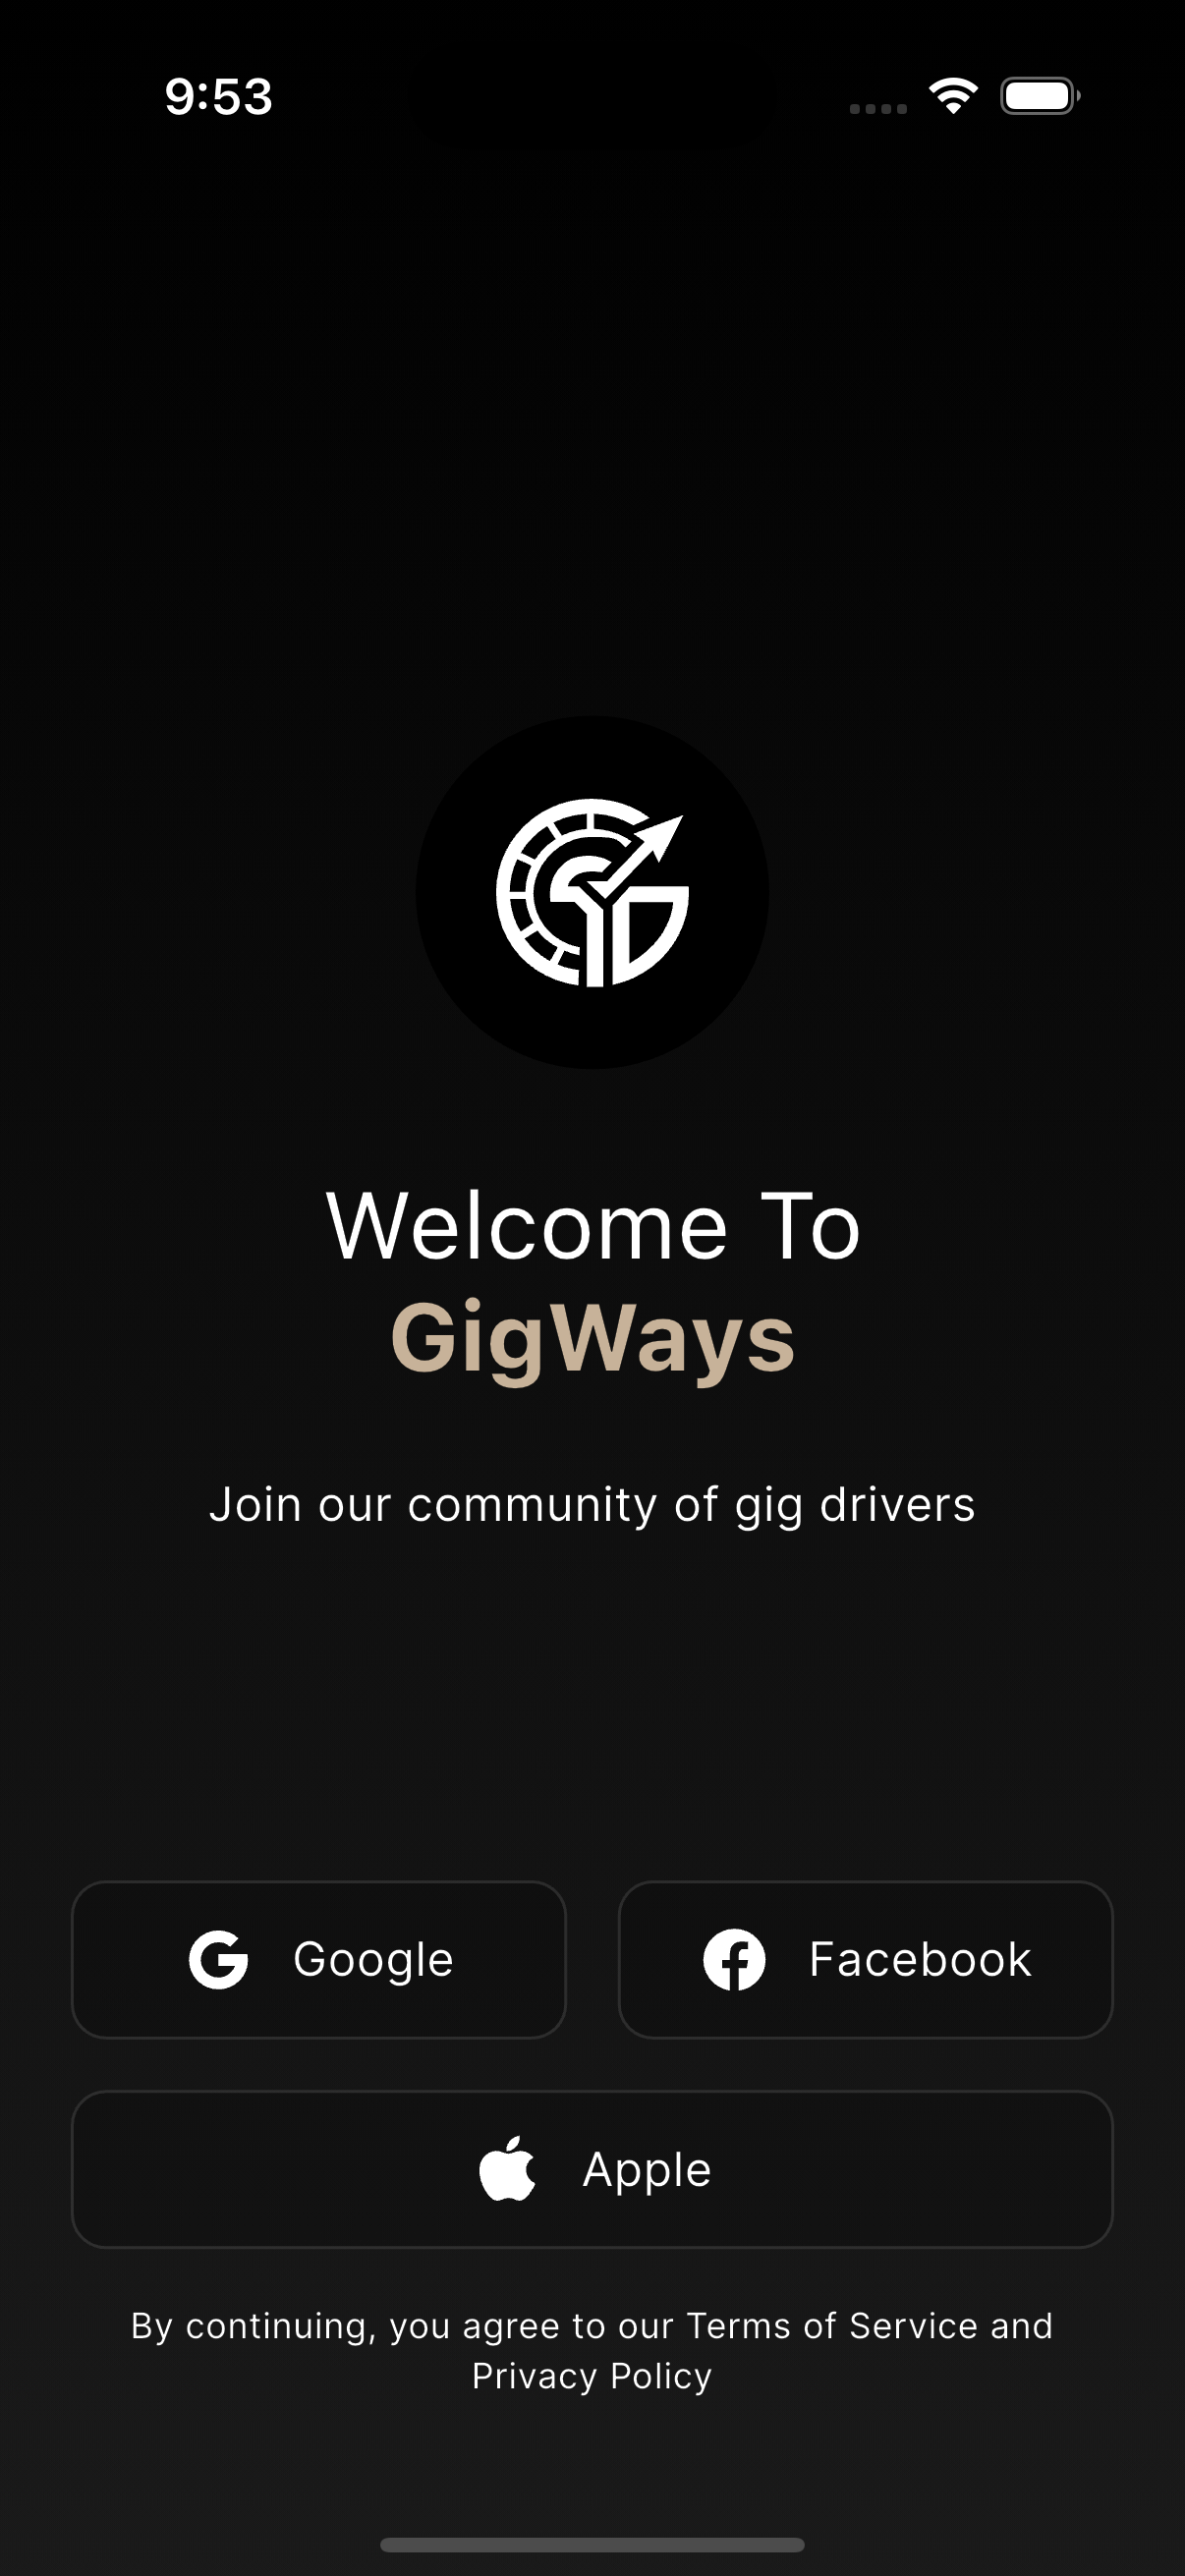 9:53
Welcome To
GigWays
Join our community of gig drivers
Google
Facebook
Apple
By continuing, you agree to our Terms of Service and
Privacy Policy